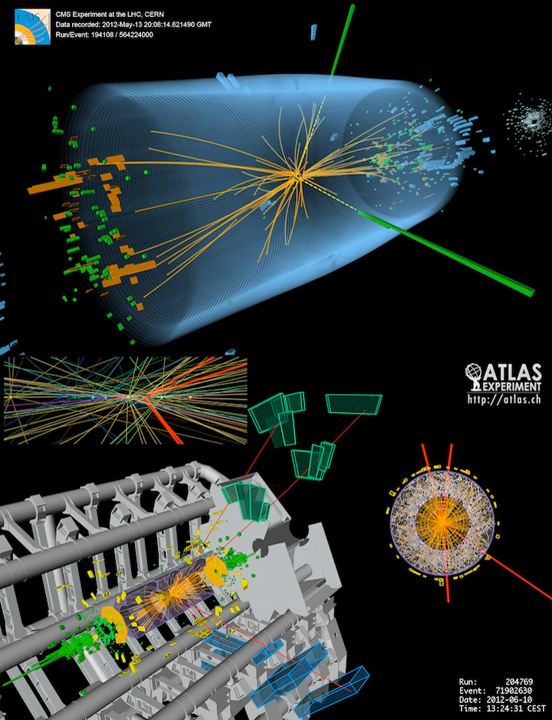 CMS
CMS Experiment at the LHC, CERN
Data recorded: 2012-May-13 20:08:14.621490 GMT
Run/Event: 194108 / 564224000
ATLAS
EXPERIMENT
http://atlas.ch
Run: 204769
Event: 71902630
Date: 2012-06-10
Time: 13:24:31 CEST